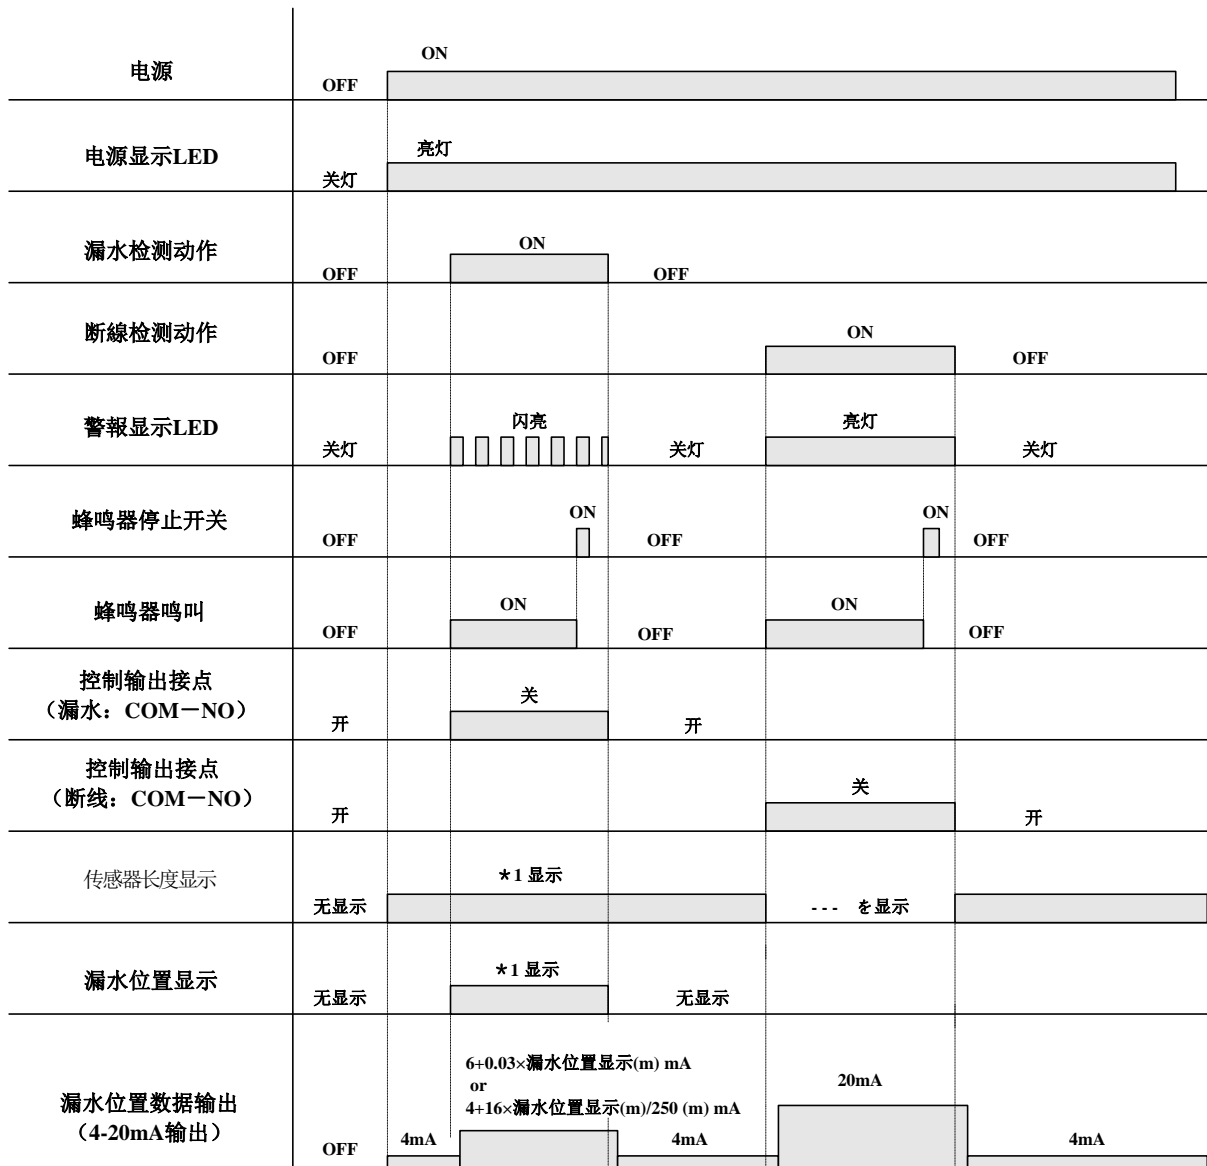 ON
电源
OFF
亮灯
电源显示LED
关灯
ON
漏水检测动作
OFF
OFF
ON
断線检测动作
OFF
OFF
闪亮
亮灯
警報显示LED
关灯
关灯
关灯
ON
ON
蜂鸣器停止开关
OFF
OFF
OFF
ON
ON
蜂鸣器鸣叫
OFF
OFF
OFF
控制输出接点
（漏水：COM－NO）
关
开
开
控制输出接点
（断线：COM－NO）
关
开
开
传感器长度显示
＊1 显示
无显示
--- を显示
漏水位置显示
＊1 显示
无显示
无显示
6+0.03×漏水位置显示(m) mA
or
4+16×漏水位置显示(m)/250 (m) mA
20mA
漏水位置数据输出
（4-20mA输出）
OFF
4mA
4mA
4mA